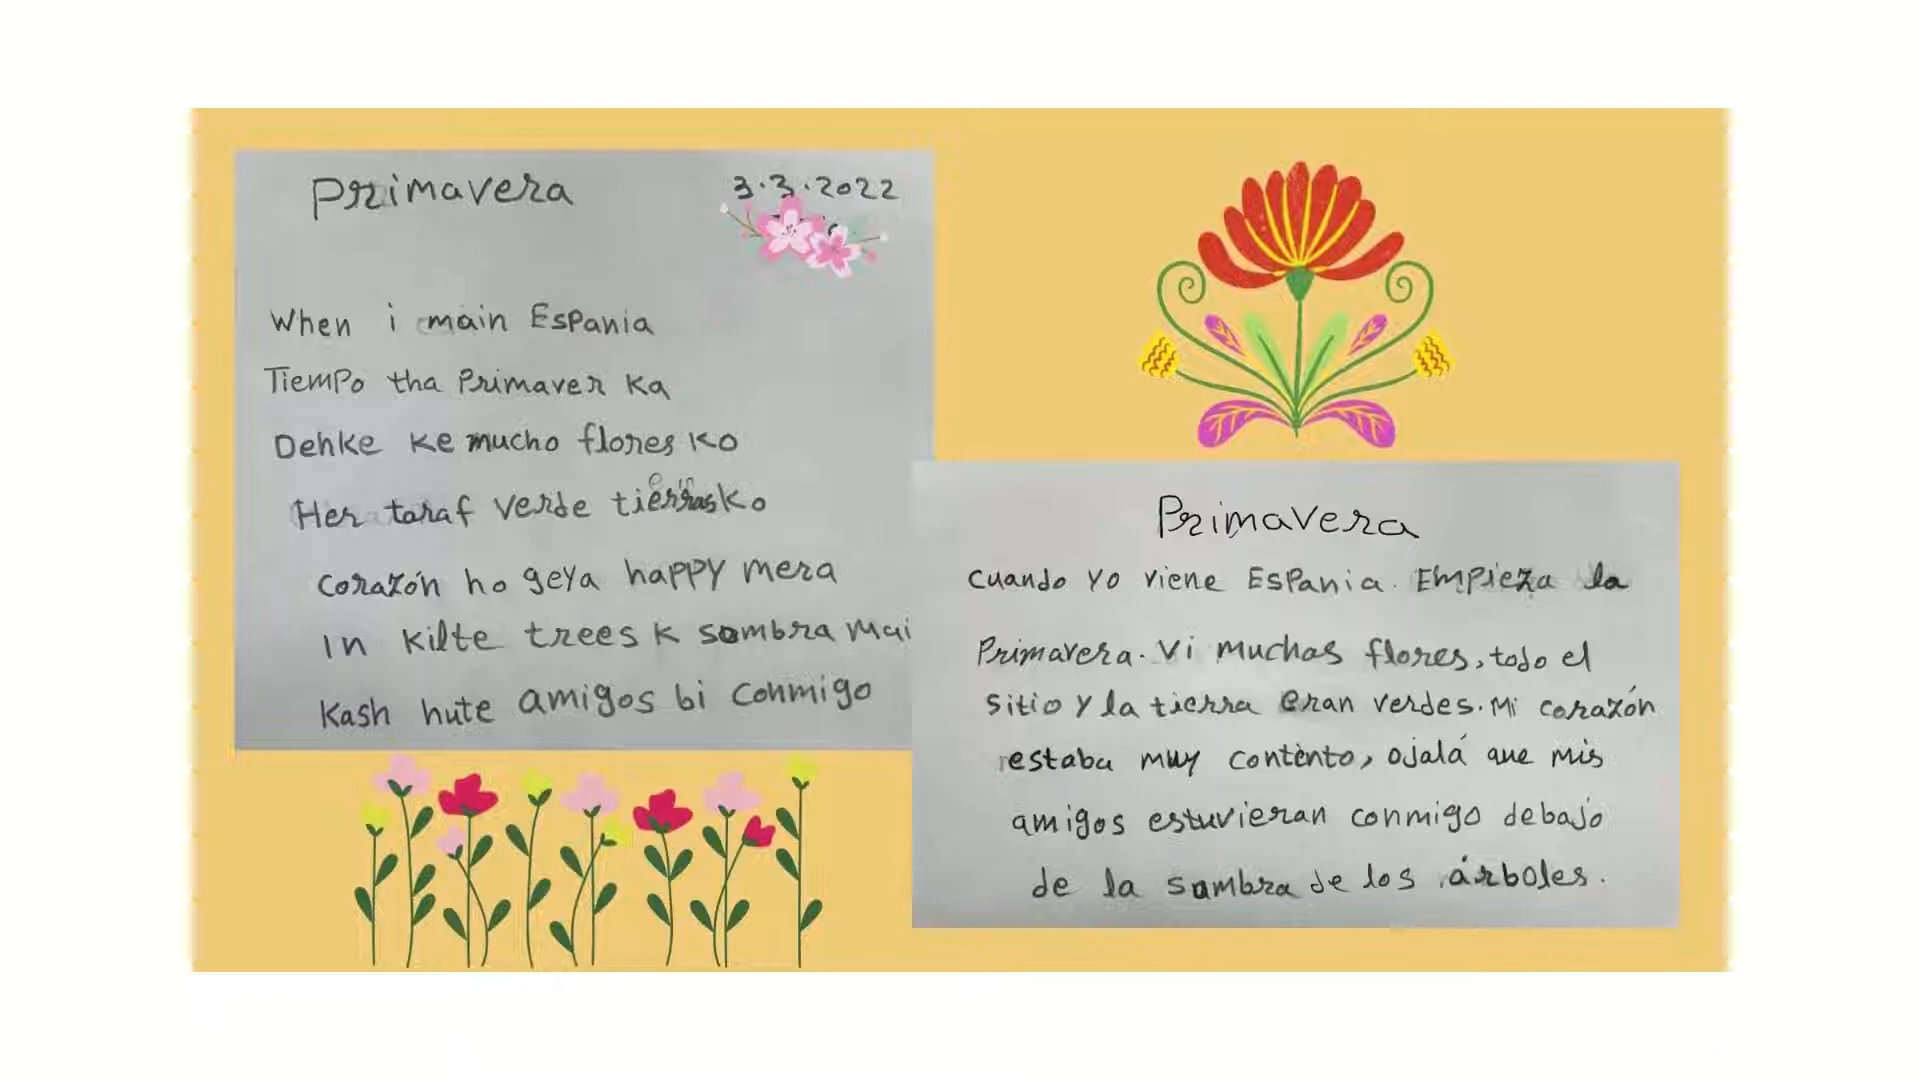 Primavera
3.3.2022
When i main Espania
Tiempo tha Primaver ka
Dehke ke mucho flores ko
Her taraf verde tierras ko
corazón ho geya happy mera
in kilte trees k sombra mai
kash hute amigos bi conmigo
Primavera
cuando yo viene Espania. Empieza la
Primavera. Vi muchas flores, todo el
sitio y la tierra eran verdes. Mi corazón
estaba muy contento, ojalá que mis
amigos estuvieran conmigo debajo
de la sombra de los árboles.